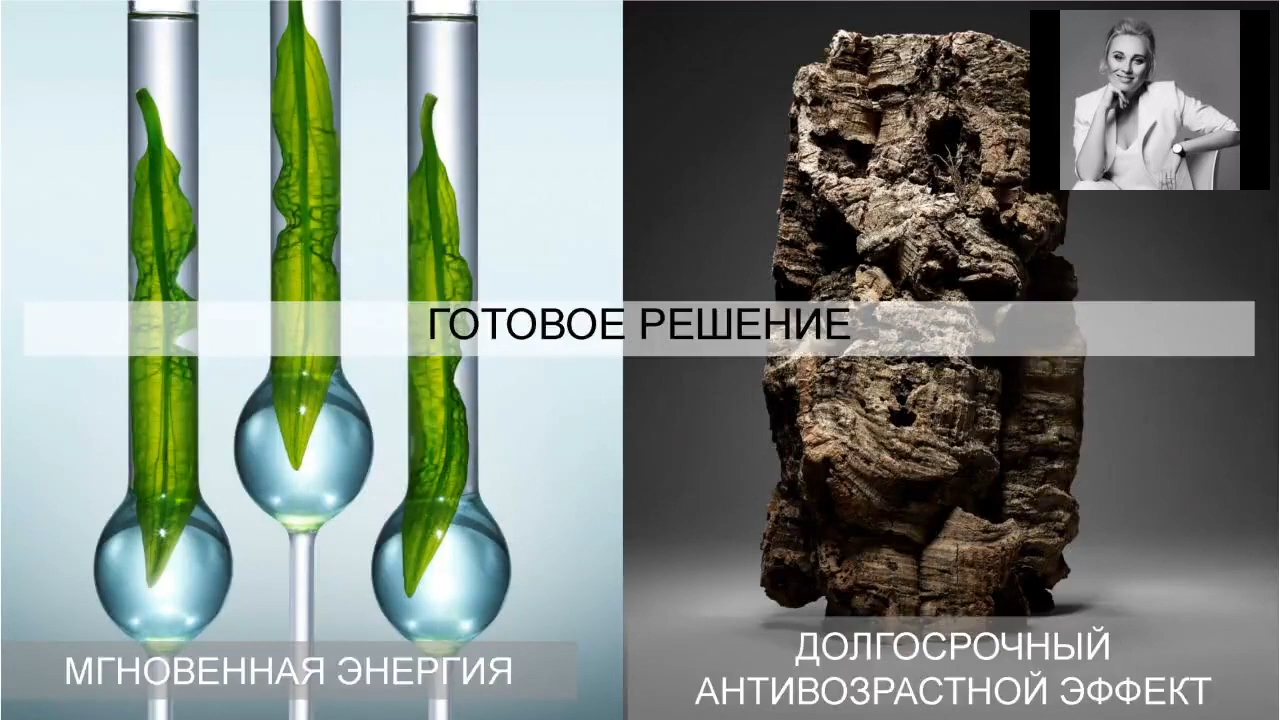 ГОТОВОЕ РЕШЕНИЕ
МГНОВЕННАЯ ЭНЕРГИЯ
ДОЛГОСРОЧНЫЙ
АНТИВОЗРАСТНОЙ ЭФФЕКТ